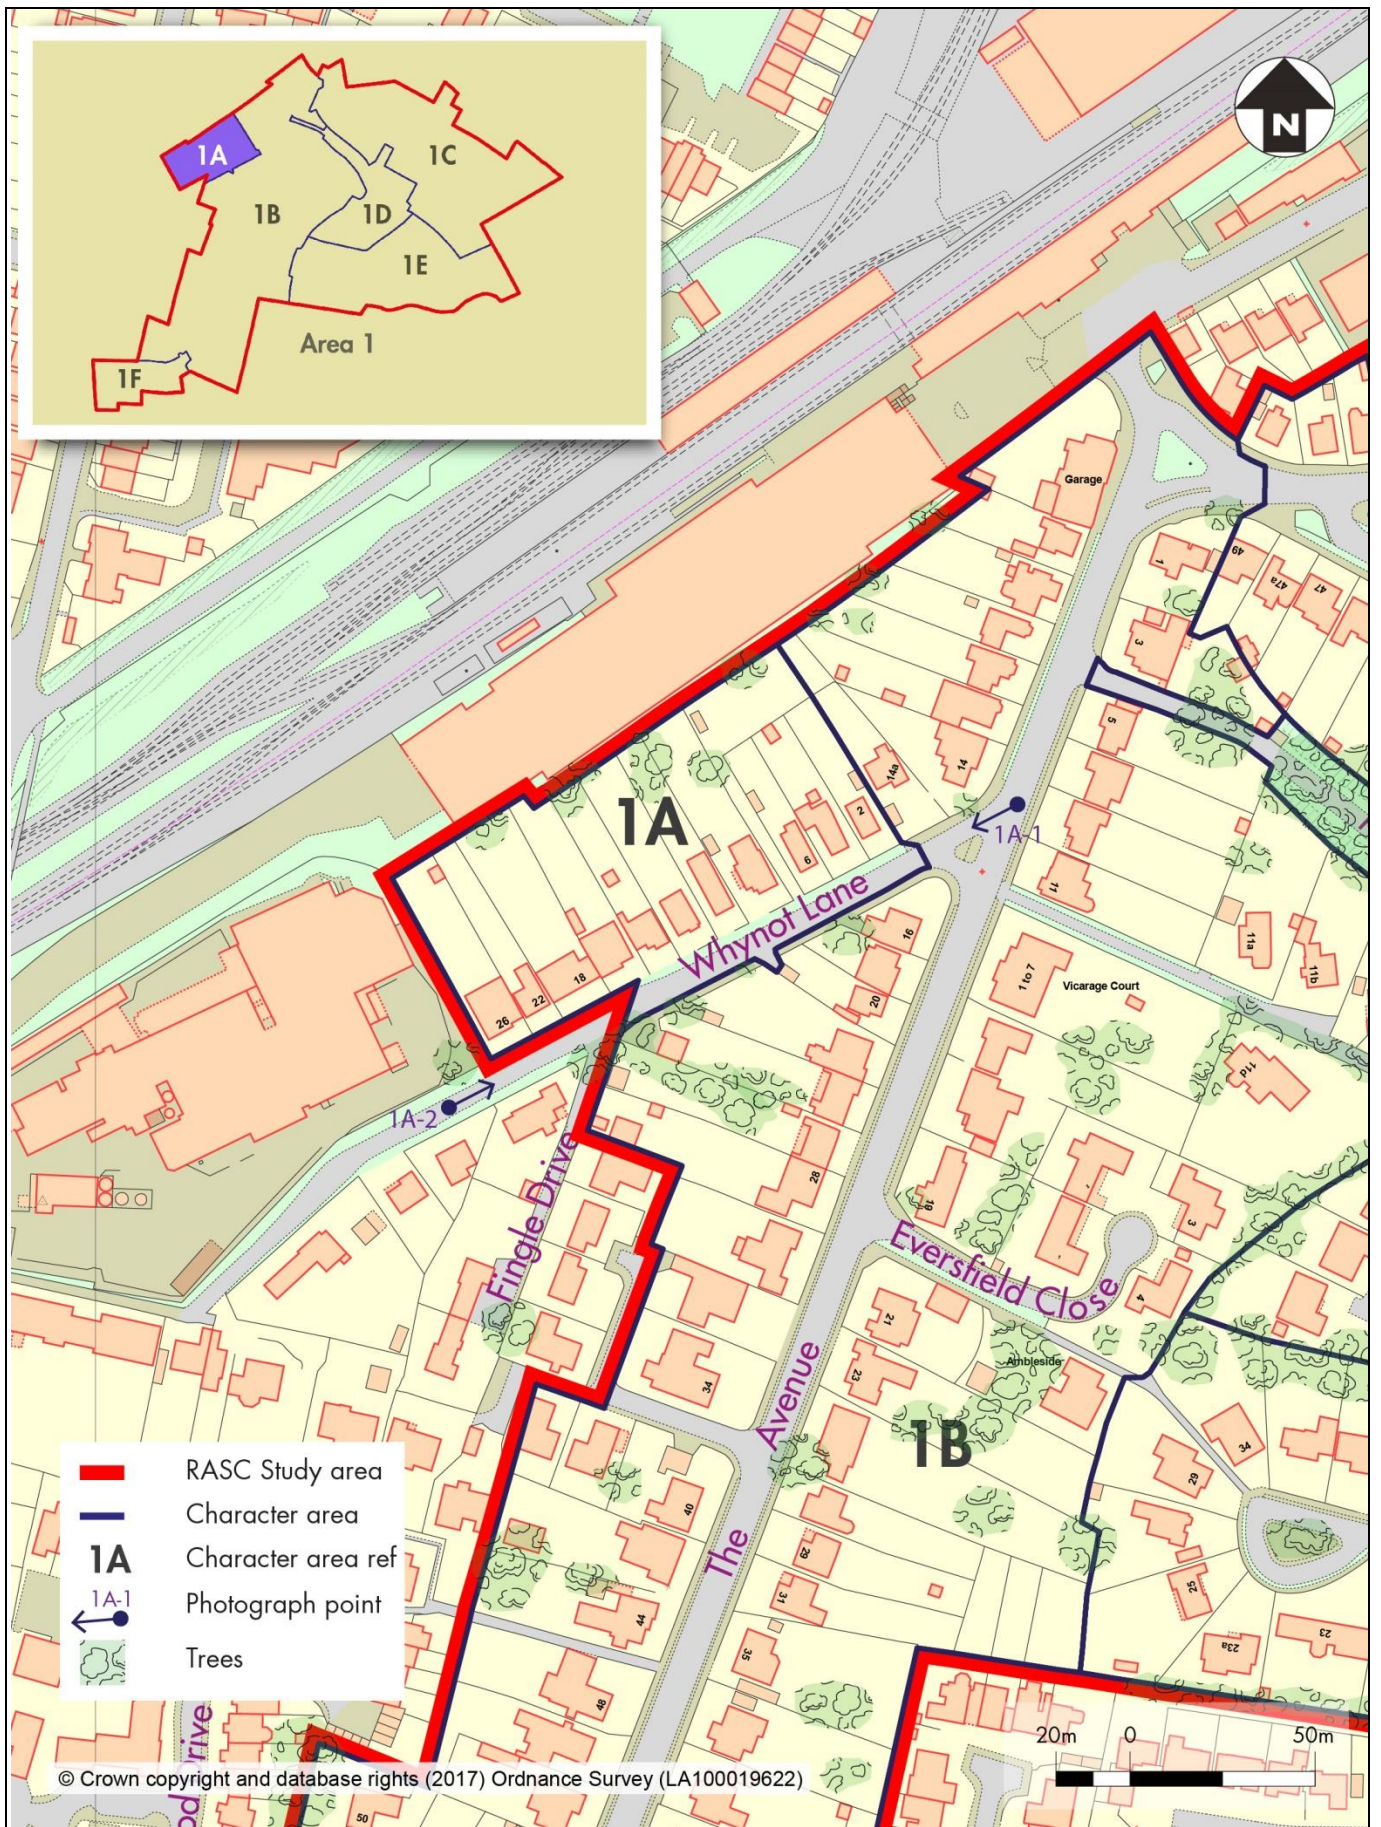 1A
1B
1C
1D
1E
1F
Area 1
N
Garage
1
49
47a
47
3
5
14a
14
2
6
1A
1A-1
11
11a
11b
Whynot Lane
16
20
1 to 7
Vicarage Court
11d
18
22
26
1A-2
28
19
3
4
Fingle Drive
Eversfield Close
21
23
34
Ambleside
The Avenue
1B
34
29
40
29
31
25
44
23
23a
35
48
50
RASC Study area
Character area
1A Character area ref
1A-1 Photograph point
Trees
20m 0 50m
© Crown copyright and database rights (2017) Ordnance Survey (LA100019622)